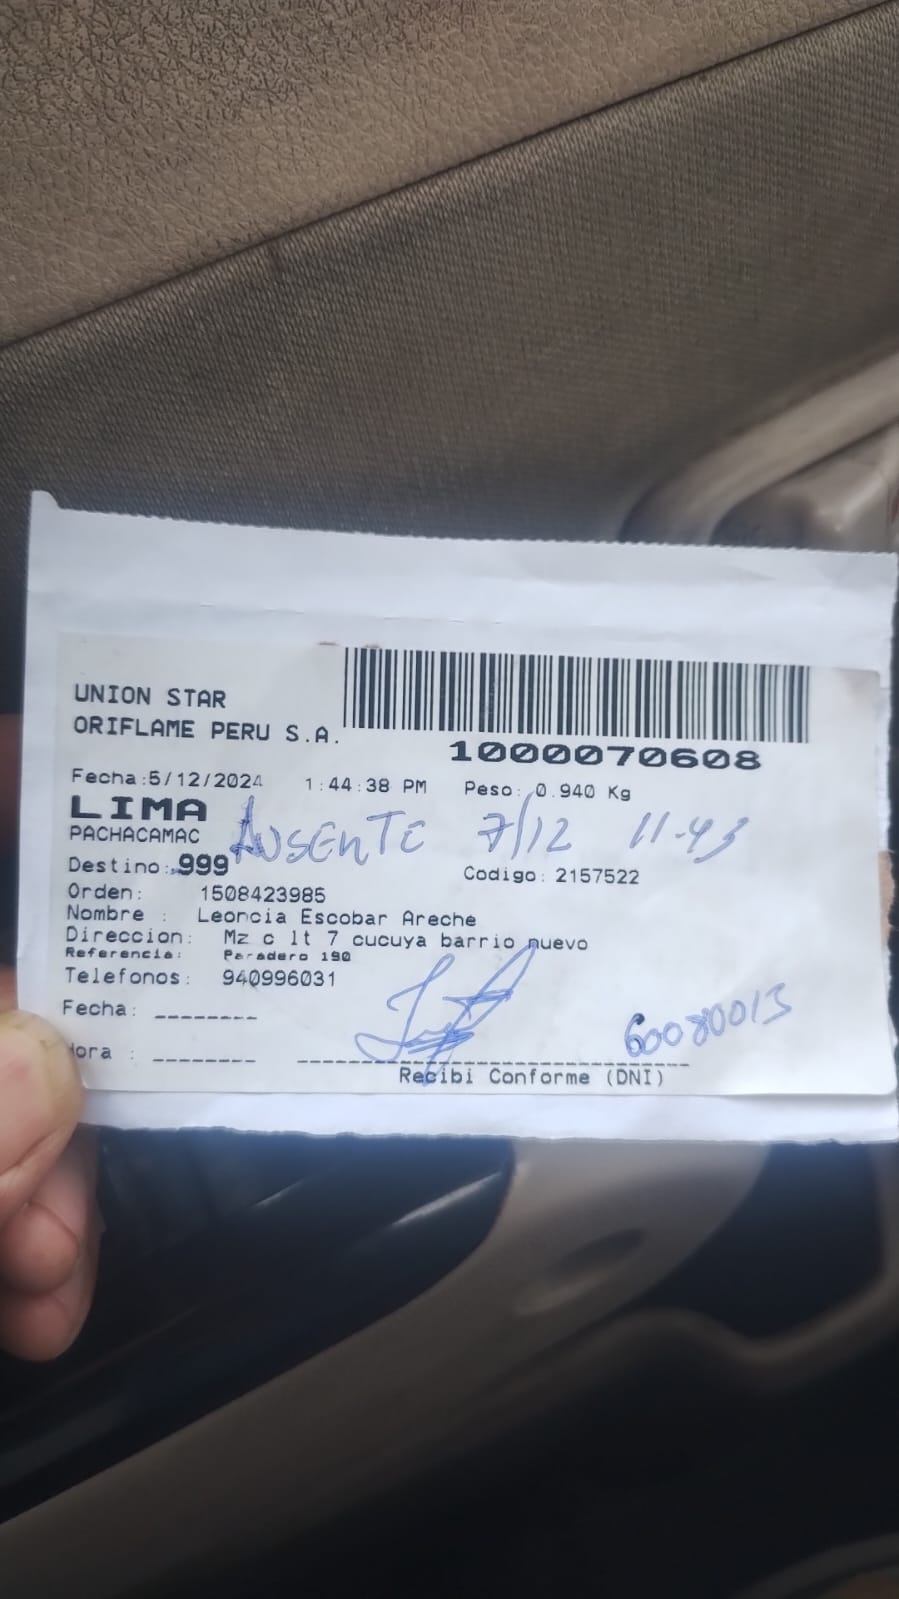 UNION STAR
ORIFLAME PERU S.A.
1000070608
Fecha:5/12/2024 1:44:38 PM Peso: 0.940 Kg
LIMA
PACHACAMAC AUSENTE 7/12 11-43
Destino: 999 Codigo: 2157522
Orden: 1508423985
Nombre : Leoncia Escobar Areche
Direccion: Mz c lt 7 cucuya barrio nuevo
Referencia: Paradero 190
Telefonos: 940996031
Fecha: ________
60080013
Hora : ________
Recibi Conforme (DNI)